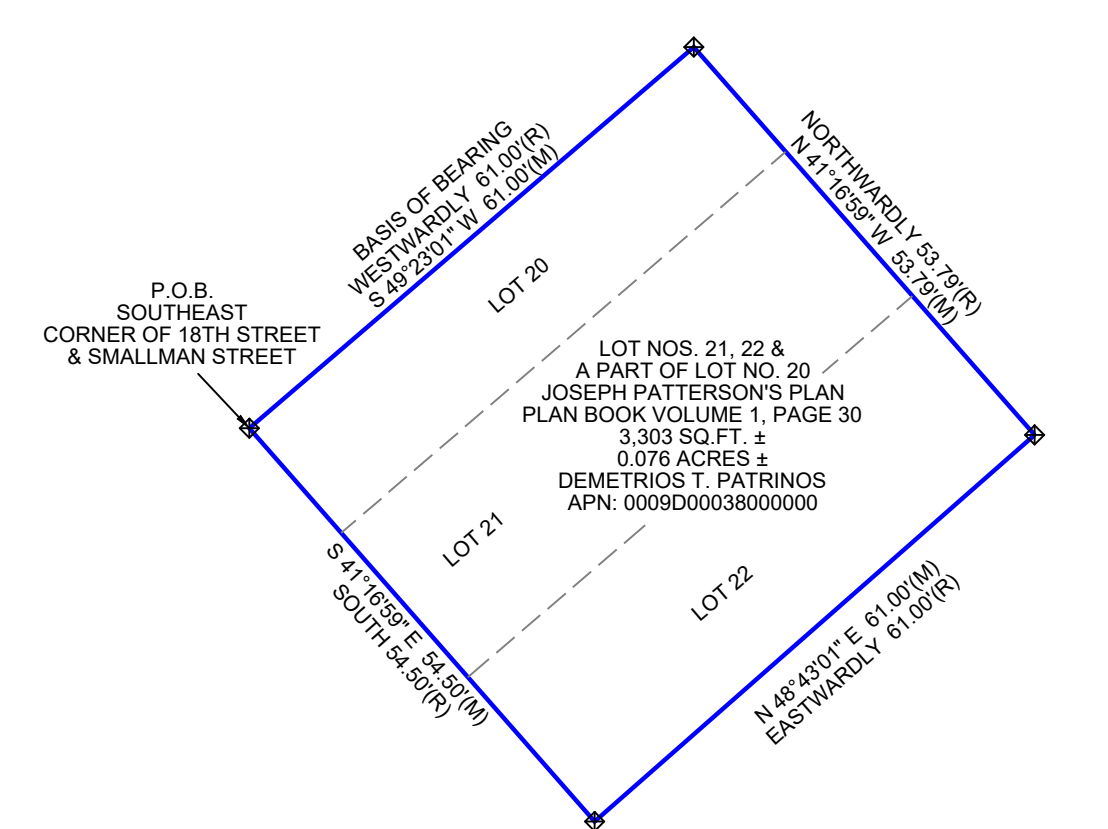 BASIS OF BEARING
WESTWARDLY 61.00'(R)
S 49°23'01" W 61.00'(M)
NORTHWARDLY 53.79'(R)
N 41°16'59" W 53.79'(M)
P.O.B.
SOUTHEAST
CORNER OF 18TH STREET
& SMALLMAN STREET
LOT 20
LOT NOS. 21, 22 &
A PART OF LOT NO. 20
JOSEPH PATTERSON'S PLAN
PLAN BOOK VOLUME 1, PAGE 30
3,303 SQ.FT. ±
0.076 ACRES ±
DEMETRIOS T. PATRINOS
APN: 0009D00038000000
LOT 21
LOT 22
S 41°16'59" E 54.50'(M)
SOUTH 54.50'(R)
N 48°43'01" E 61.00'(M)
EASTWARDLY 61.00'(R)